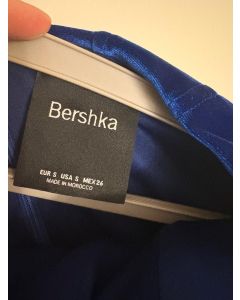 Bershka
EUR S USA S MEX 26
MADE IN MOROCCO